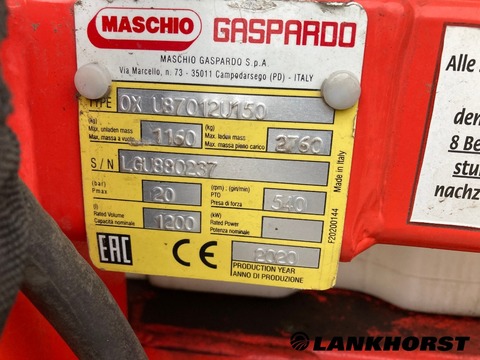 MASCHIO GASPARDO
MASCHIO GASPARDO S.p.A
Via Marcello, n. 73 - 35011 Campodarsego (PD) - ITALY
TYPE OX U87012U150
(kg) Max. unladen mass Max. massa a vuoto 1160 (kg) Max. laden mass Max. massa pieno carico 2760
S/N LGU880237
(bar) Pmax 20 (rpm) : (giri/min) PTO Presa di forza 540
(l) Rated Volume Capacità nominale 1200 (kW) Rated Power Potenza nominale
EAC CE 2020
PRODUCTION YEAR
ANNO DI PRODUZIONE
Made in Italy
F20200144
Alle
8 Be
nachz
LANKHORST